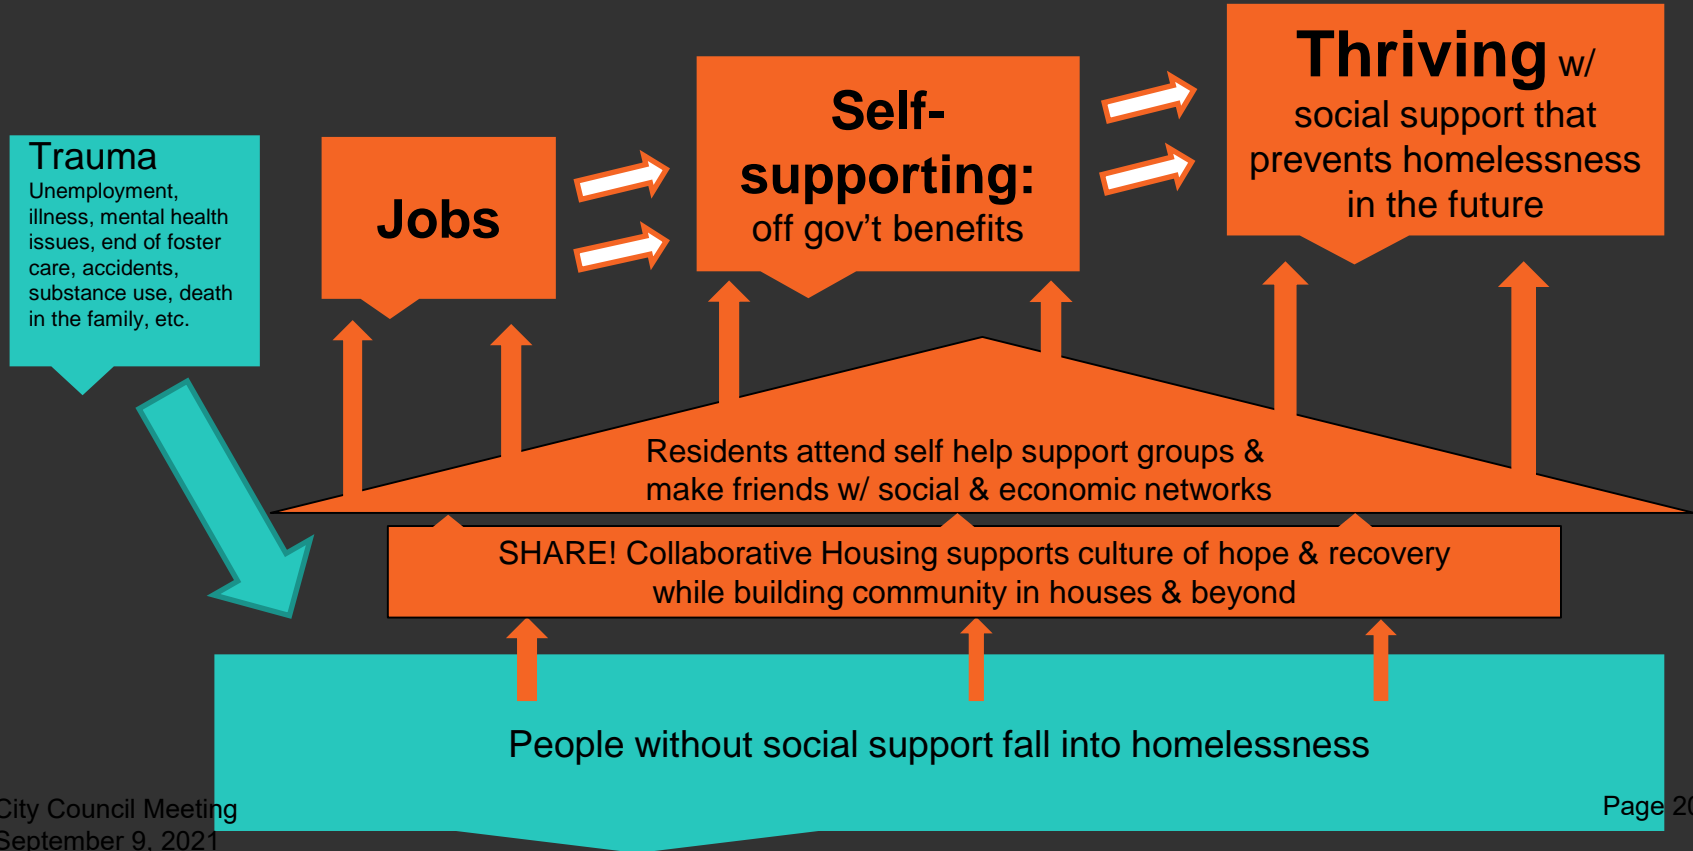 Trauma
Unemployment,
illness, mental health
issues, end of foster
care, accidents,
substance use, death
in the family, etc.
Jobs
Self-
supporting:
off gov’t benefits
Thriving w/
social support that
prevents homelessness
in the future
Residents attend self help support groups &
make friends w/ social & economic networks
SHARE! Collaborative Housing supports culture of hope & recovery
while building community in houses & beyond
People without social support fall into homelessness
City Council Meeting
September 9, 2021
Page 20